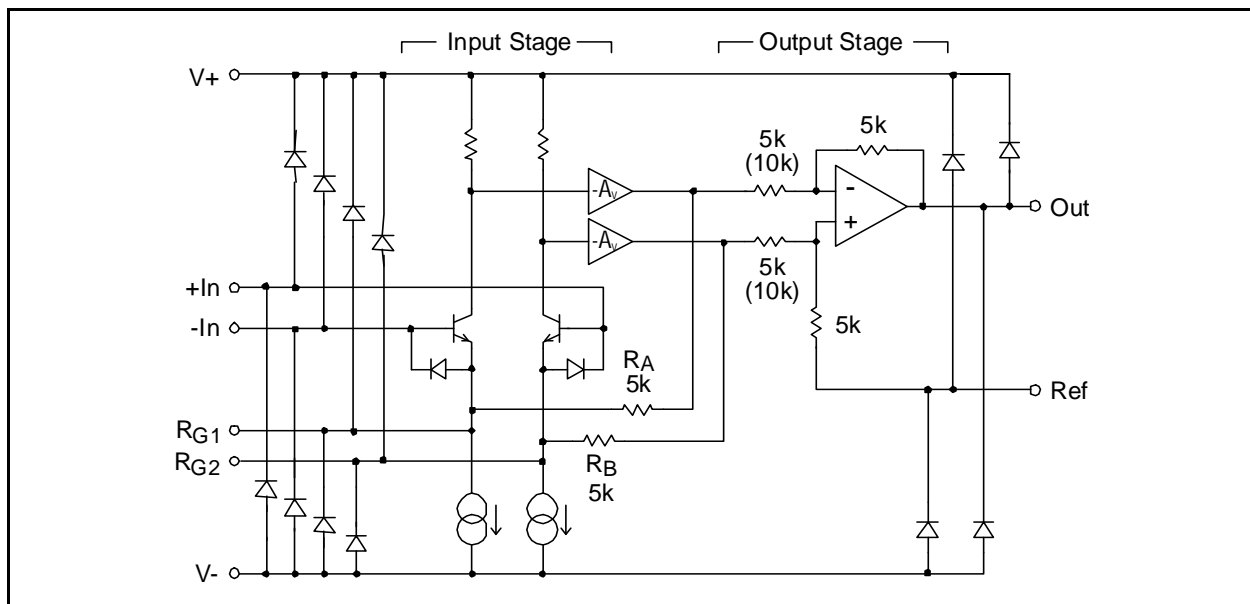 Input Stage
Output Stage
V+
5k
(10k)
5k
-Av
-
Out
-Av
+
5k
(10k)
+In
-In
5k
RA
5k
Ref
RG1
RG2
RB
5k
V-